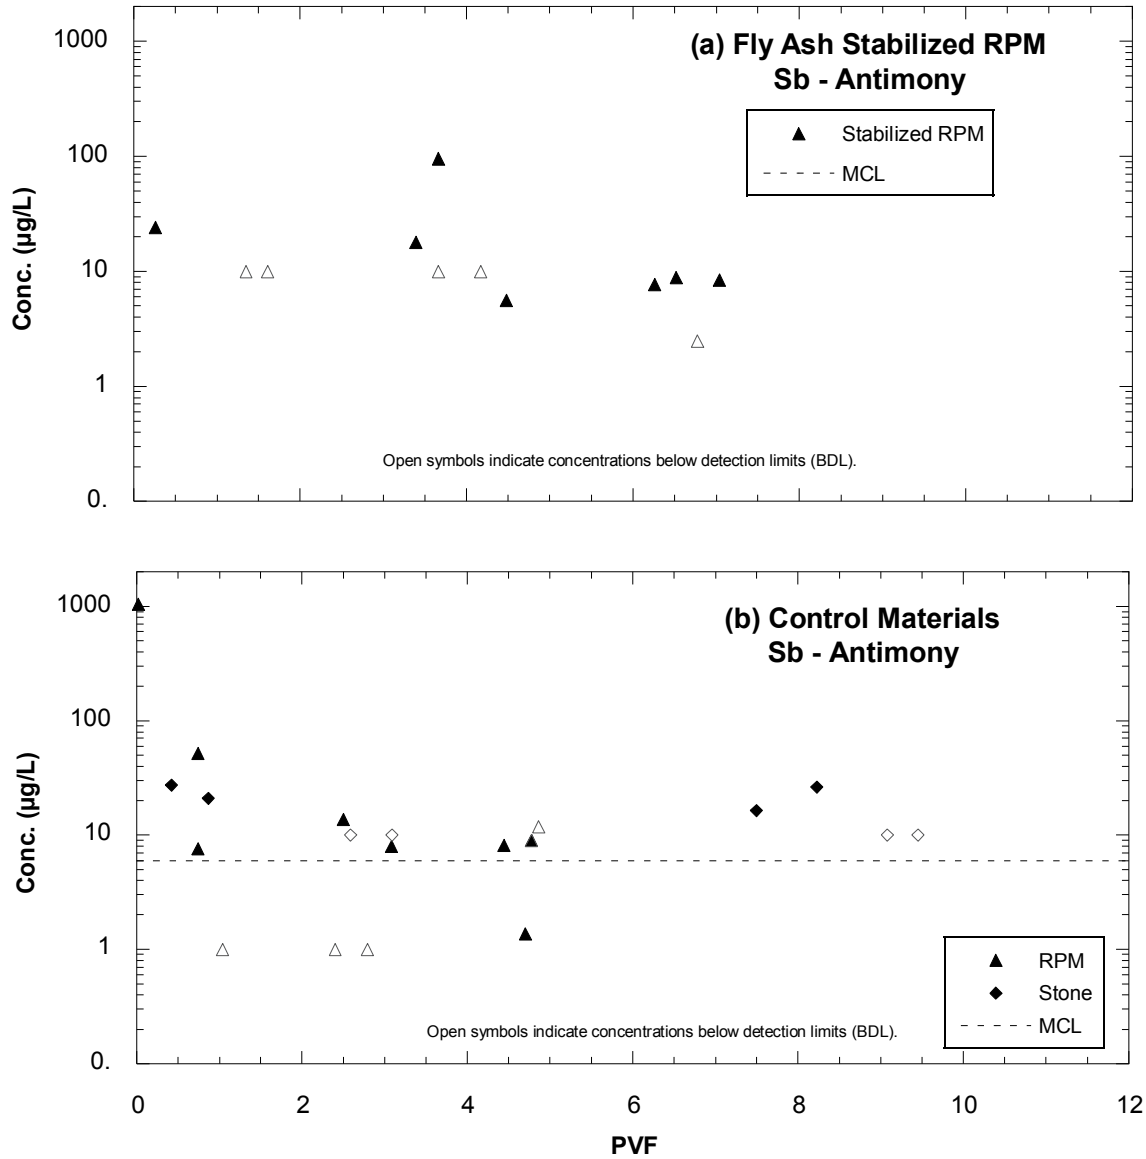 1000
100
10
1
0.
Conc. (µg/L)
(a) Fly Ash Stabilized RPM
Sb - Antimony
Stabilized RPM
MCL
Open symbols indicate concentrations below detection limits (BDL).
1000
100
10
1
0.
Conc. (µg/L)
(b) Control Materials
Sb - Antimony
RPM
Stone
MCL
Open symbols indicate concentrations below detection limits (BDL).
0 2 4 6 8 10 12
PVF